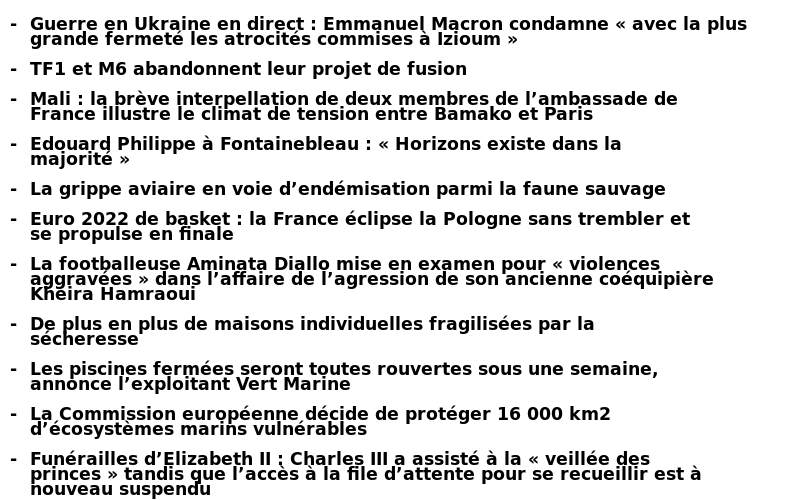 - Guerre en Ukraine en direct : Emmanuel Macron condamne « avec la plus
grande fermeté les atrocités commises à Izioum »
- TF1 et M6 abandonnent leur projet de fusion
- Mali : la brève interpellation de deux membres de l’ambassade de
France illustre le climat de tension entre Bamako et Paris
- Edouard Philippe à Fontainebleau : « Horizons existe dans la
majorité »
- La grippe aviaire en voie d’endémisation parmi la faune sauvage
- Euro 2022 de basket : la France éclipse la Pologne sans trembler et
se propulse en finale
- La footballeuse Aminata Diallo mise en examen pour « violences
aggravées » dans l’affaire de l’agression de son ancienne coéquipière
Kheira Hamraoui
- De plus en plus de maisons individuelles fragilisées par la
sécheresse
- Les piscines fermées seront toutes rouvertes sous une semaine,
annonce l’exploitant Vert Marine
- La Commission européenne décide de protéger 16 000 km2
d’écosystèmes marins vulnérables
- Funérailles d’Elizabeth II : Charles III a assisté à la « veillée des
princes » tandis que l’accès à la file d’attente pour se recueillir est à
nouveau suspendu